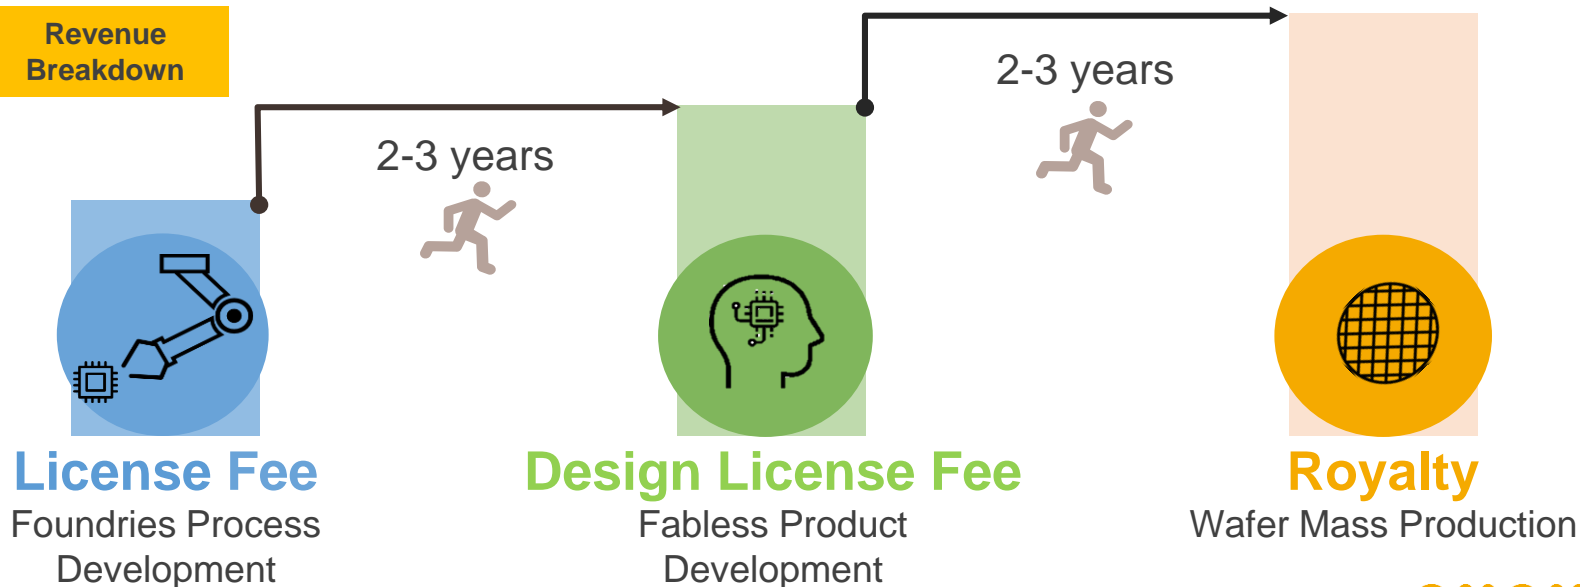 Revenue
Breakdown
2-3 years
2-3 years
License Fee
Foundries Process
Development
Design License Fee
Fabless Product
Development
Royalty
Wafer Mass Production